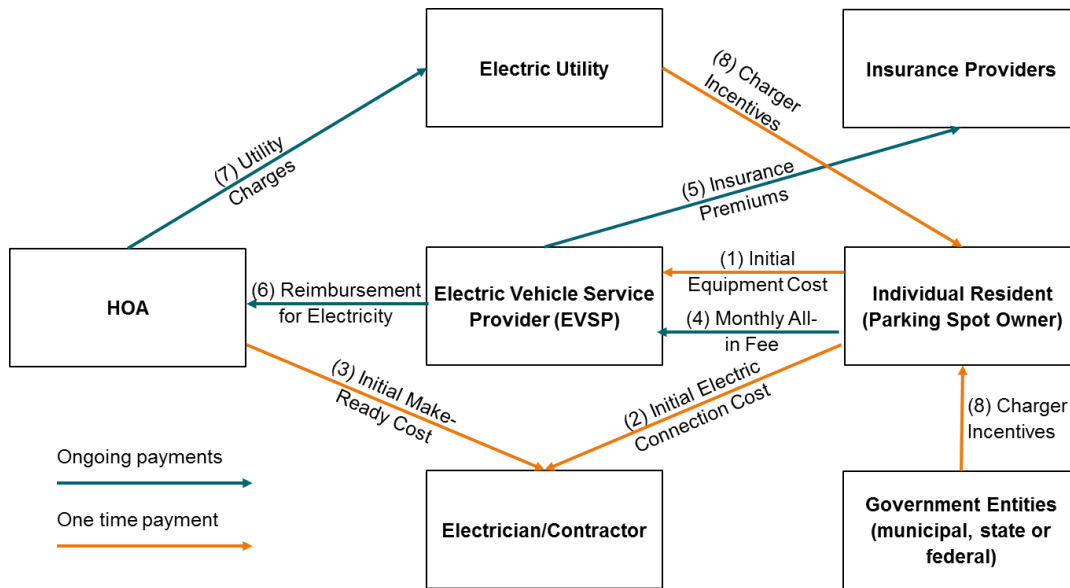 Electric Utility
(8) Charger
Incentives
Insurance Providers
(7) Utility
Charges
(5) Insurance
Premiums
HOA
(6) Reimbursement
for Electricity
Electric Vehicle Service
Provider (EVSP)
(1) Initial
Equipment Cost
(4) Monthly All-
in Fee
Individual Resident
(Parking Spot Owner)
(3) Initial Make-
Ready Cost
(2) Initial Electric
Connection Cost
(8) Charger
Incentives
Ongoing payments
One time payment
Electrician/Contractor
Government Entities
(municipal, state or
federal)